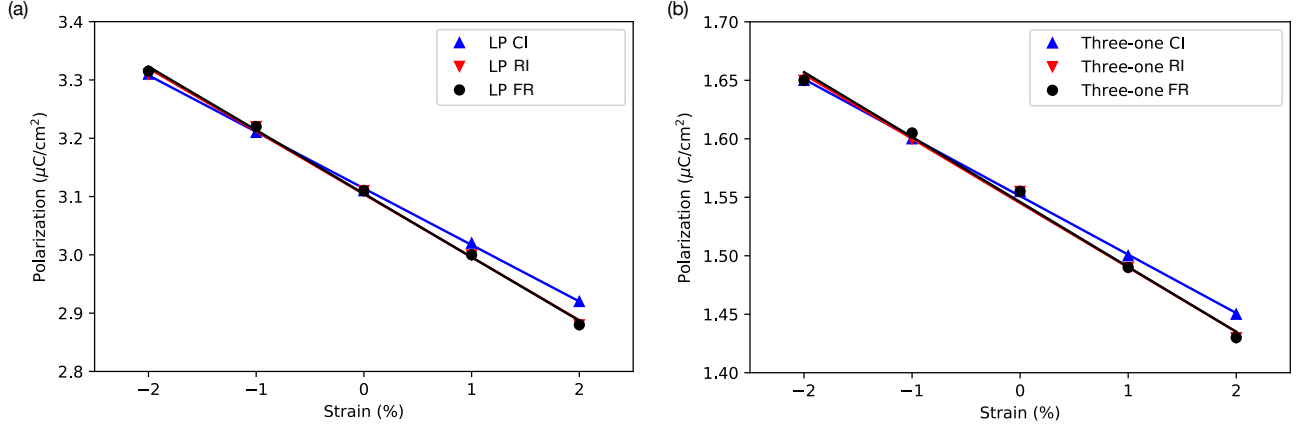 (a)
3.4
3.3
3.2
3.1
3.0
2.9
2.8
Polarization (μC/cm²)
−2
−1
0
1
2
Strain (%)
LP CI
LP RI
LP FR
(b)
1.70
1.65
1.60
1.55
1.50
1.45
1.40
Polarization (μC/cm²)
−2
−1
0
1
2
Strain (%)
Three-one CI
Three-one RI
Three-one FR